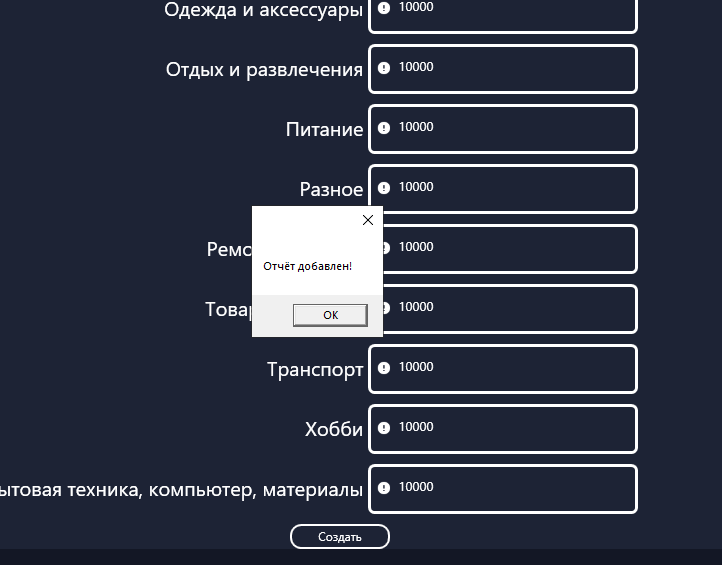 Одежда и аксессуары 10000
Отдых и развлечения 10000
Питание 10000
Разное 10000
10000
10000
Отчёт добавлен!
OK
Транспорт 10000
Хобби 10000
техника, компьютер, материалы 10000
Создать